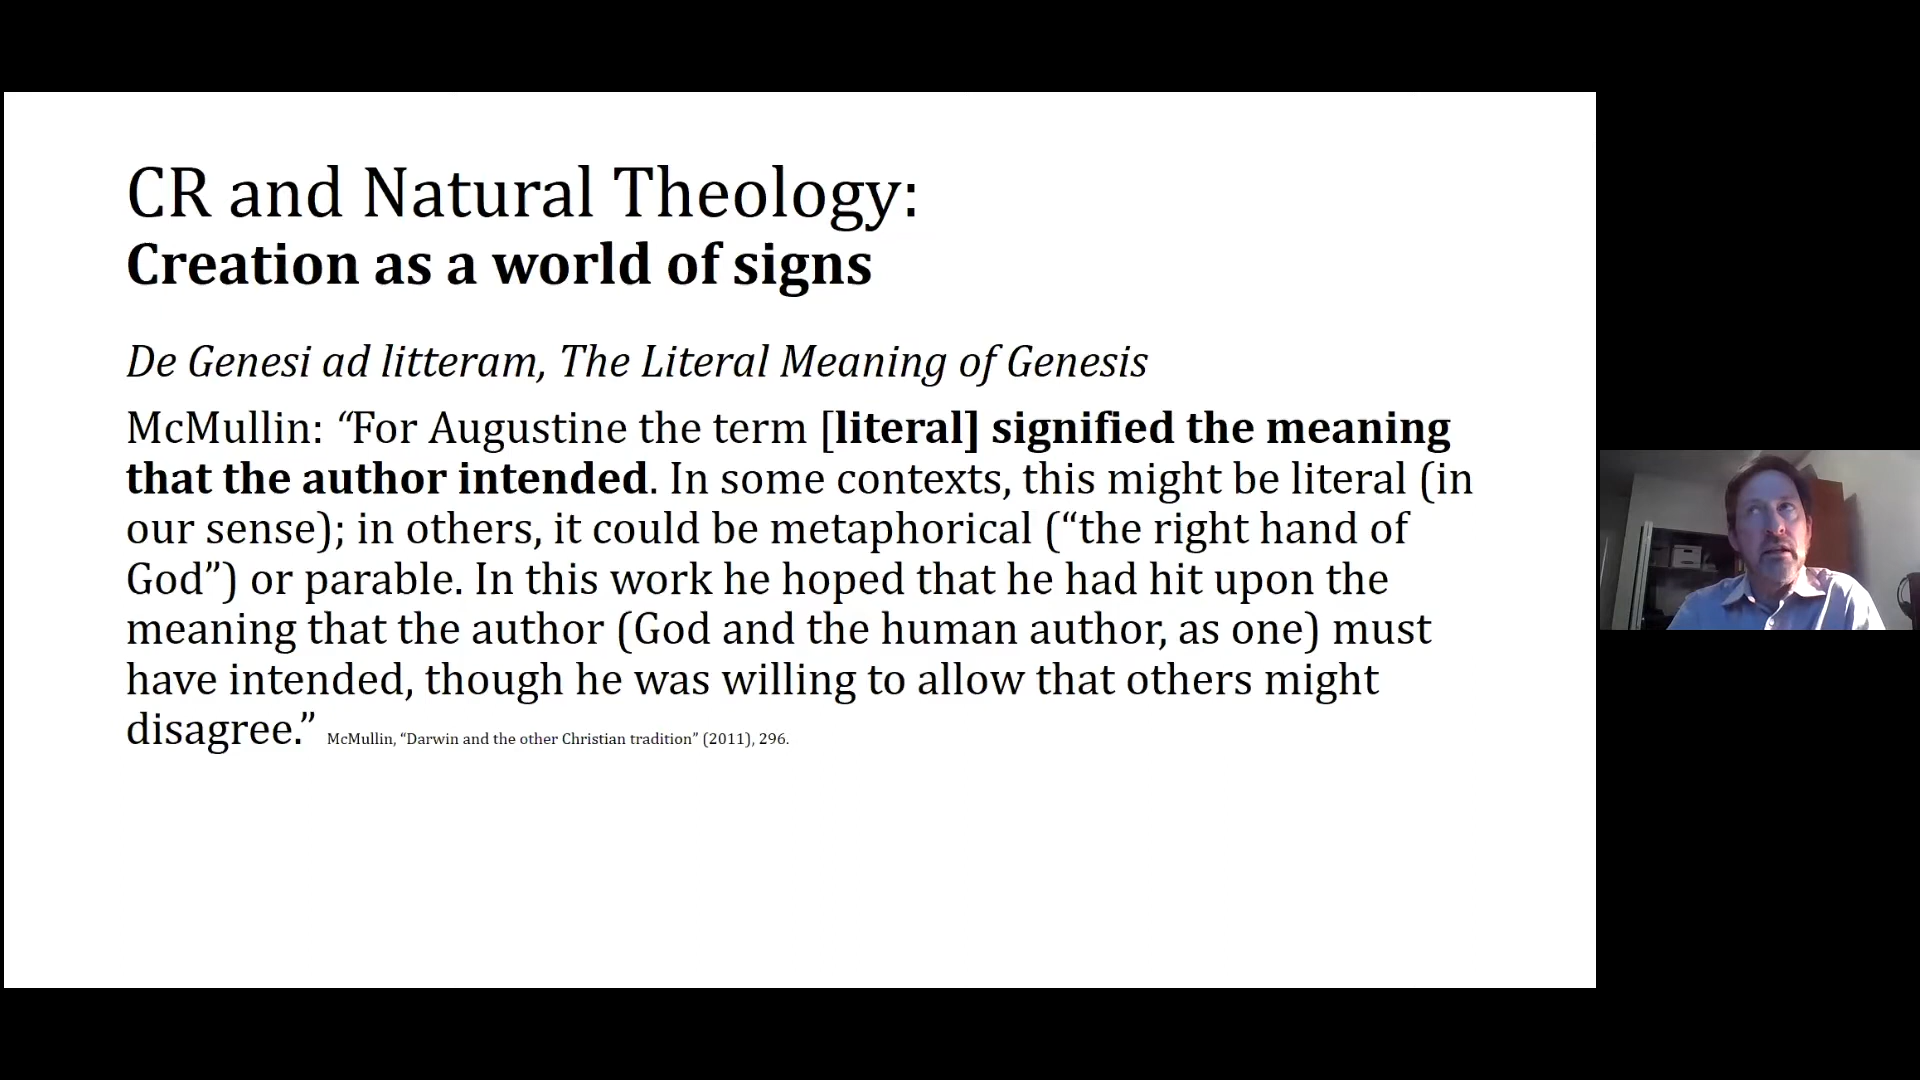 CR and Natural Theology:
Creation as a world of signs
De Genesi ad litteram, The Literal Meaning of Genesis
McMullin: “For Augustine the term [literal] signified the meaning
that the author intended. In some contexts, this might be literal (in
our sense); in others, it could be metaphorical (“the right hand of
God”) or parable. In this work he hoped that he had hit upon the
meaning that the author (God and the human author, as one) must
have intended, though he was willing to allow that others might
disagree.” McMullin, “Darwin and the other Christian tradition” (2011), 296.